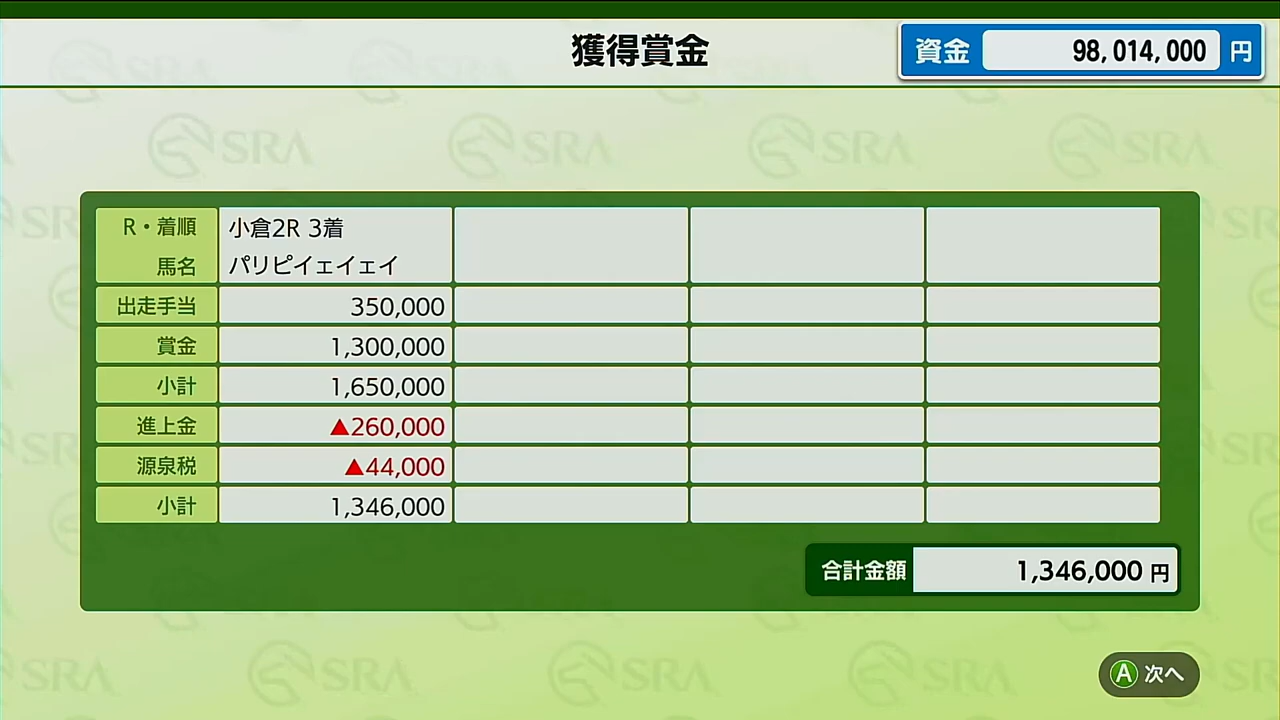 獲得賞金
資金 98,014,000 円
R・着順 小倉2R 3着
馬名 パリピイェイェイ
出走手当 350,000
賞金 1,300,000
小計 1,650,000
進上金 ▲260,000
源泉税 ▲44,000
小計 1,346,000
合計金額 1,346,000 円
A 次へ
SRA